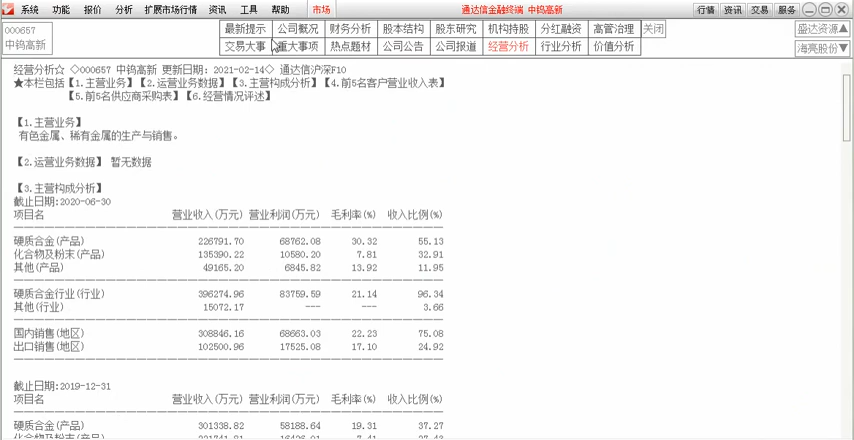 系统 功能 报价 分析 扩展市场行情 资讯 工具 帮助 市场 通达信金融终端 中钨高新 行情 资讯 交易 服务
000657 最新提示 公司概况 财务分析 股本结构 股东研究 机构持股 分红融资 高管治理 关闭 盛达资源▲
中钨高新 交易大事 重大事项 热点题材 公司公告 公司报道 经营分析 行业分析 价值分析 海亮股份▼
经营分析☆ ◇000657 中钨高新 更新日期：2021-02-14◇ 通达信沪深F10
★本栏包括【1.主营业务】【2.运营业务数据】【3.主营构成分析】【4.前5名客户营业收入表】
【5.前5名供应商采购表】【6.经营情况评述】
【1.主营业务】
有色金属、稀有金属的生产与销售。
【2.运营业务数据】 暂无数据
【3.主营构成分析】
截止日期:2020-06-30
项目名 营业收入(万元) 营业利润(万元) 毛利率(%) 收入比例(%)
硬质合金(产品) 226791.70 68762.08 30.32 55.13
化合物及粉末(产品) 135390.22 10580.20 7.81 32.91
其他(产品) 49165.20 6845.82 13.92 11.95
硬质合金行业(行业) 396274.96 83759.59 21.14 96.34
其他(行业) 15072.17 --- --- 3.66
国内销售(地区) 308846.16 68663.03 22.23 75.08
出口销售(地区) 102500.96 17525.08 17.10 24.92
截止日期:2019-12-31
项目名 营业收入(万元) 营业利润(万元) 毛利率(%) 收入比例(%)
硬质合金(产品) 301338.82 58188.64 19.31 37.27